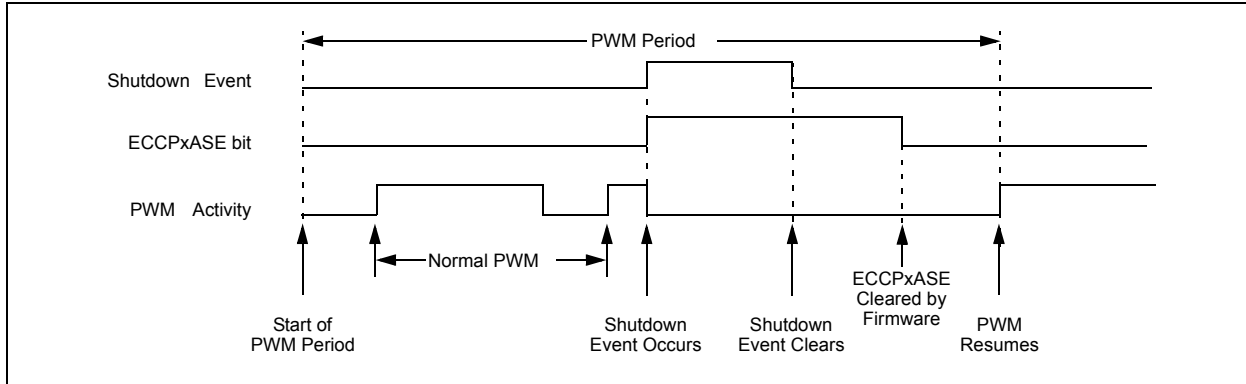 PWM Period
Shutdown Event
ECCPxASE bit
PWM Activity
Normal PWM
Start of
PWM Period
Shutdown
Event Occurs
Shutdown
Event Clears
ECCPxASE
Cleared by
Firmware
PWM
Resumes